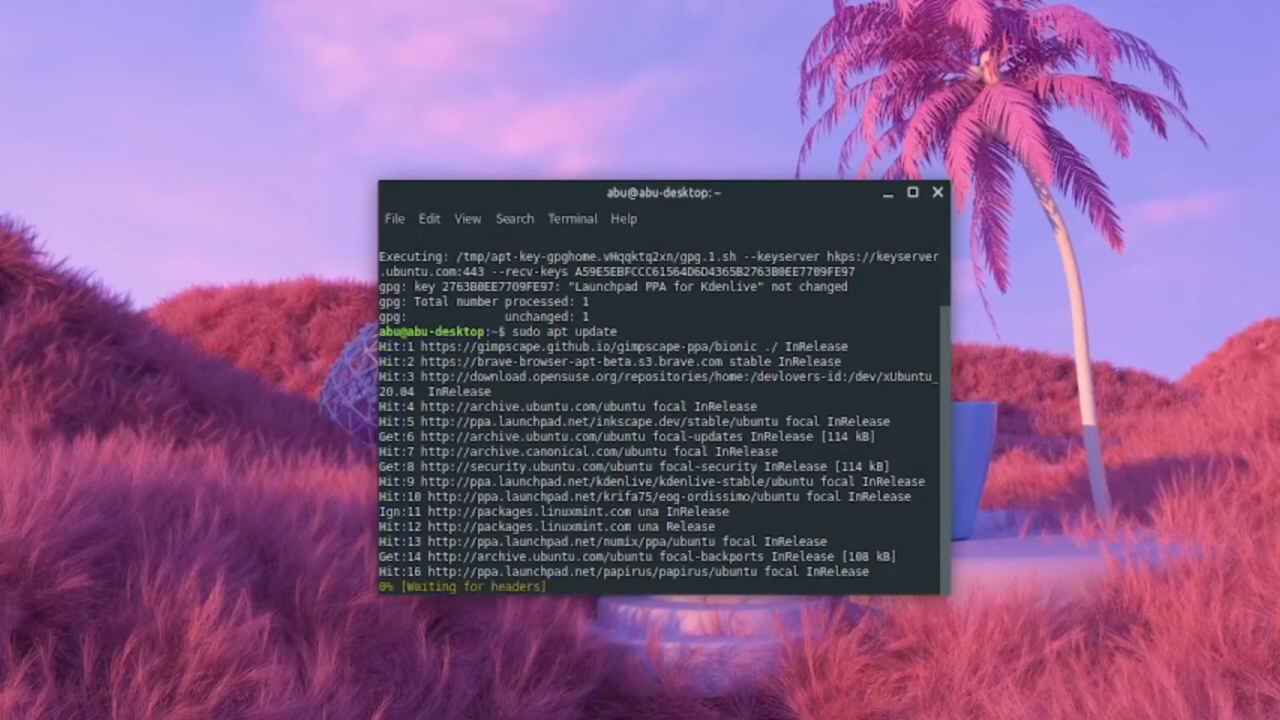 abu@abu-desktop: ~
File Edit View Search Terminal Help
Executing: /tmp/apt-key-gpghome.vHqqktq2xn/gpg.1.sh --keyserver hkps://keyserver
.ubuntu.com:443 --recv-keys A59E5EBFCCC61564D6D4365B2763B0EE7709FE97
gpg: key 2763B0EE7709FE97: "Launchpad PPA for Kdenlive" not changed
gpg: Total number processed: 1
gpg:              unchanged: 1
abu@abu-desktop:~$ sudo apt update
Hit:1 https://gimpscape.github.io/gimpscape-ppa/bionic ./ InRelease
Hit:2 https://brave-browser-apt-beta.s3.brave.com stable InRelease
Hit:3 http://download.opensuse.org/repositories/home:/devlovers-id:/dev/xUbuntu_
20.04  InRelease
Hit:4 http://archive.ubuntu.com/ubuntu focal InRelease
Hit:5 http://ppa.launchpad.net/inkscape.dev/stable/ubuntu focal InRelease
Get:6 http://archive.ubuntu.com/ubuntu focal-updates InRelease [114 kB]
Hit:7 http://archive.canonical.com/ubuntu focal InRelease
Get:8 http://security.ubuntu.com/ubuntu focal-security InRelease [114 kB]
Hit:9 http://ppa.launchpad.net/kdenlive/kdenlive-stable/ubuntu focal InRelease
Hit:10 http://ppa.launchpad.net/krifa75/eog-ordissimo/ubuntu focal InRelease
Ign:11 http://packages.linuxmint.com una InRelease
Hit:12 http://packages.linuxmint.com una Release
Hit:13 http://ppa.launchpad.net/numix/ppa/ubuntu focal InRelease
Get:14 http://archive.ubuntu.com/ubuntu focal-backports InRelease [108 kB]
Hit:16 http://ppa.launchpad.net/papirus/papirus/ubuntu focal InRelease
0% [Waiting for headers]